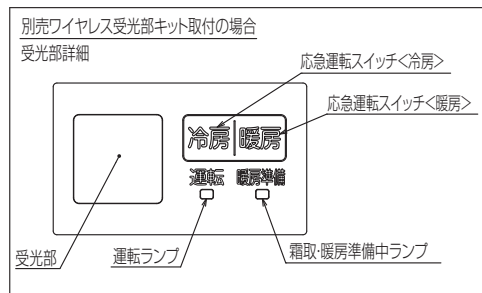 別売ワイヤレス受光部キット取付の場合
受光部詳細
応急運転スイッチ<冷房>
応急運転スイッチ<暖房>
冷房 暖房
運転 暖房準備
受光部
運転ランプ
霜取・暖房準備中ランプ